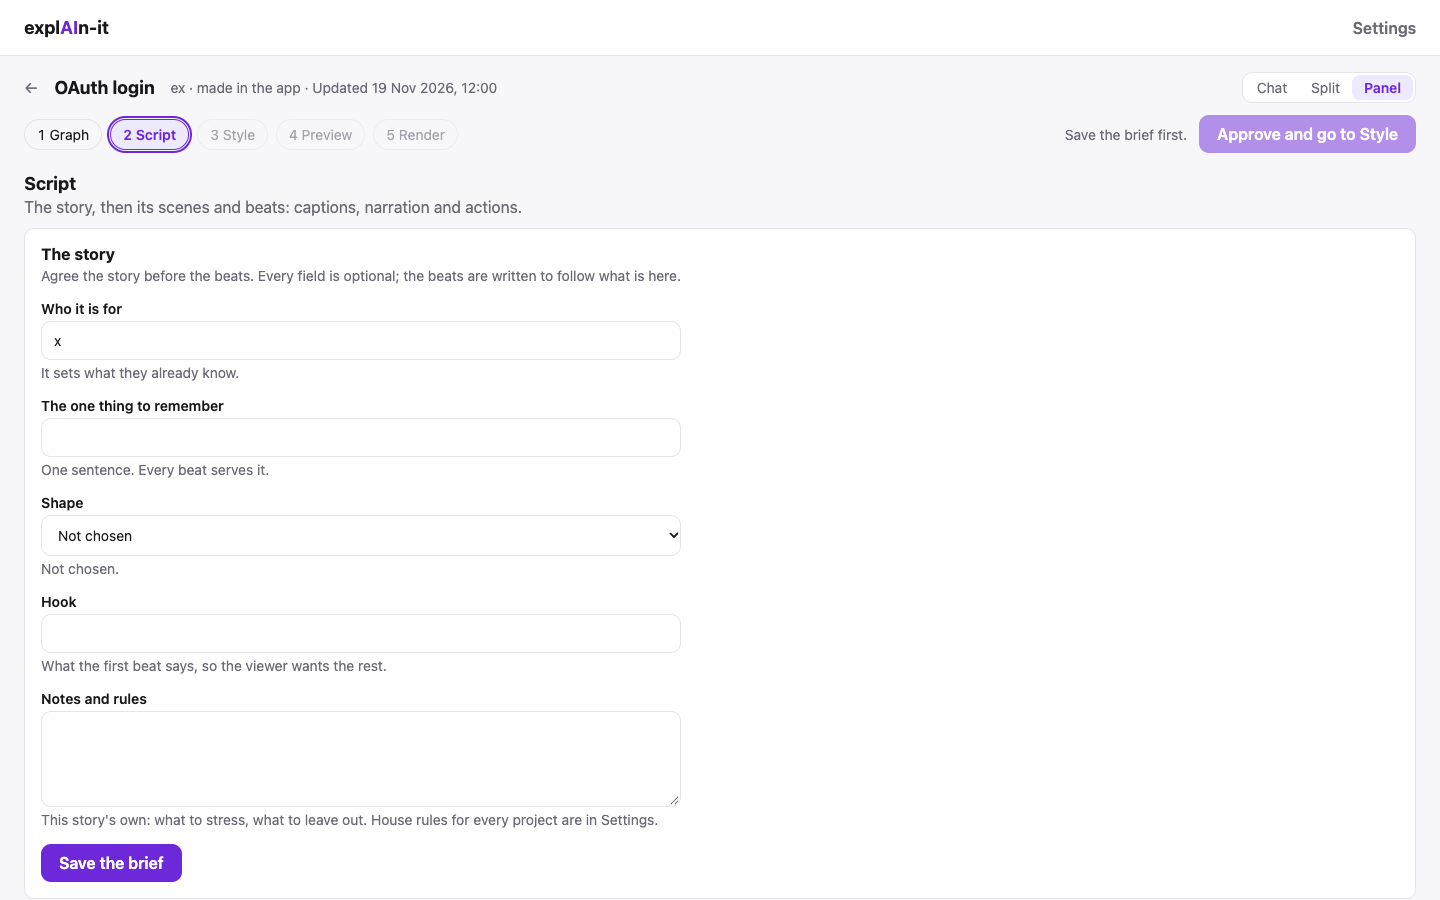 explAIn-it
Settings
← OAuth login ex · made in the app · Updated 19 Nov 2026, 12:00
Chat Split Panel
1 Graph 2 Script 3 Style 4 Preview 5 Render
Save the brief first. Approve and go to Style
Script
The story, then its scenes and beats: captions, narration and actions.
The story
Agree the story before the beats. Every field is optional; the beats are written to follow what is here.
Who it is for
x
It sets what they already know.
The one thing to remember
One sentence. Every beat serves it.
Shape
Not chosen
Not chosen.
Hook
What the first beat says, so the viewer wants the rest.
Notes and rules
This story's own: what to stress, what to leave out. House rules for every project are in Settings.
Save the brief